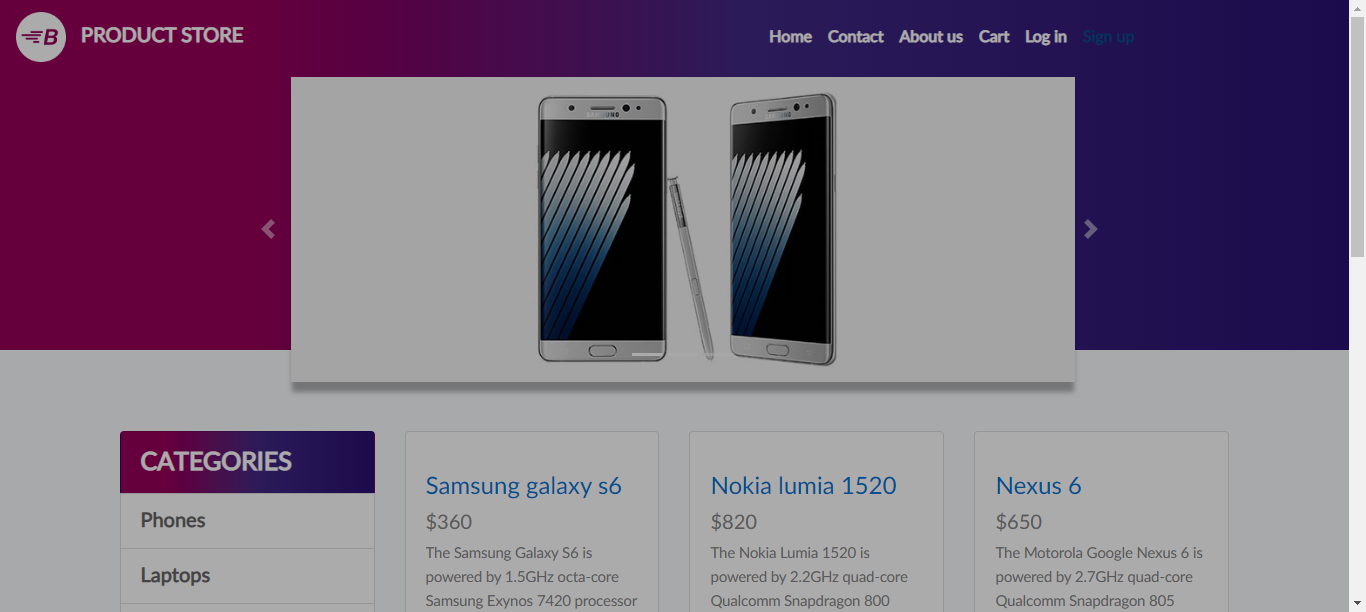 B PRODUCT STORE
Home Contact About us Cart Log in Sign up
SAMSUNG SAMSUNG
CATEGORIES
Phones
Laptops
Samsung galaxy s6
$360
The Samsung Galaxy S6 is
powered by 1.5GHz octa-core
Samsung Exynos 7420 processor
Nokia lumia 1520
$820
The Nokia Lumia 1520 is
powered by 2.2GHz quad-core
Qualcomm Snapdragon 800
Nexus 6
$650
The Motorola Google Nexus 6 is
powered by 2.7GHz quad-core
Qualcomm Snapdragon 805